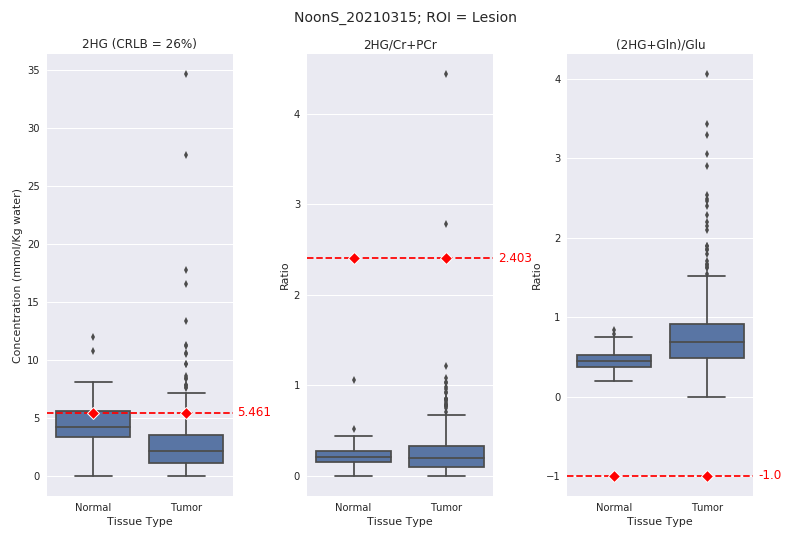 NoonS_20210315; ROI = Lesion
2HG (CRLB = 26%)
Concentration (mmol/Kg water)
35
30
25
20
15
10
5
0
5.461
Normal
Tumor
Tissue Type
2HG/Cr+PCr
Ratio
4
3
2
1
0
2.403
Normal
Tumor
Tissue Type
(2HG+Gln)/Glu
Ratio
4
3
2
1
0
−1
-1.0
Normal
Tumor
Tissue Type